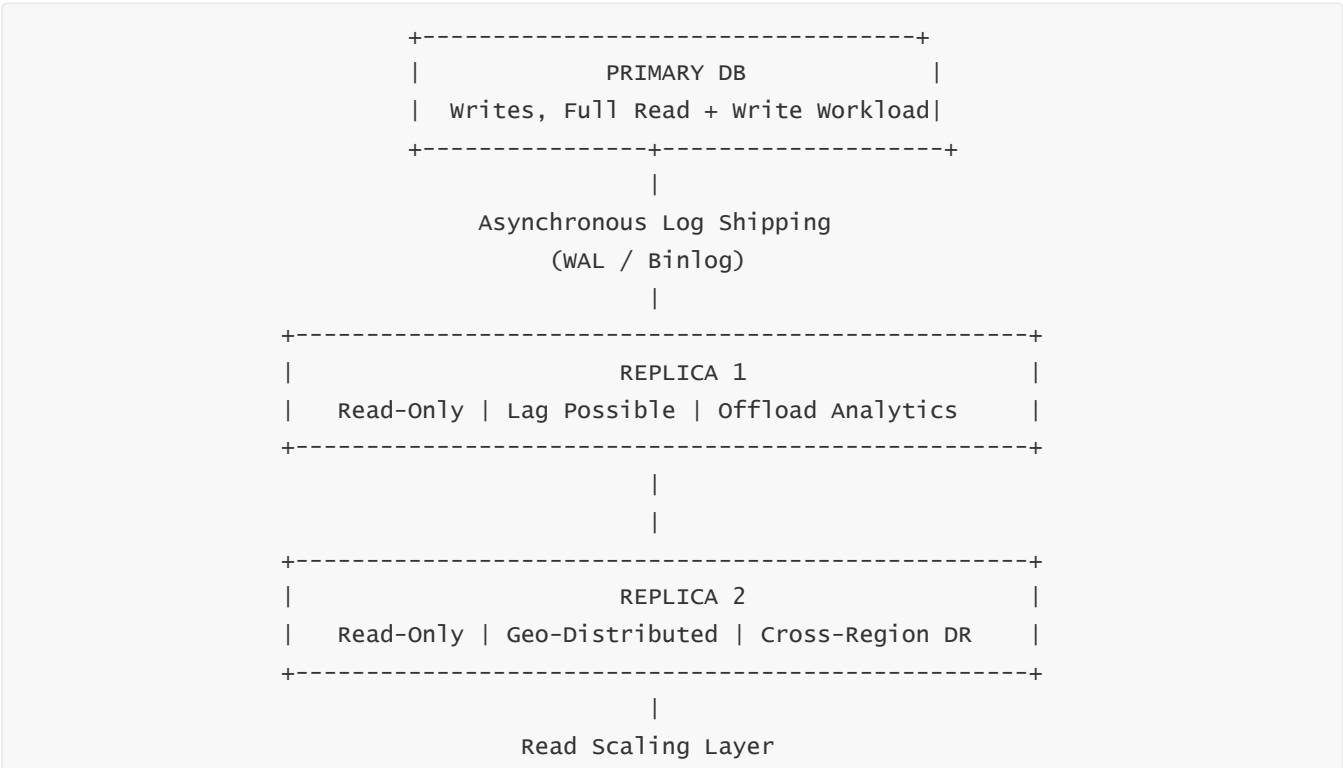 +-----------------------------------+
| PRIMARY DB |
| Writes, Full Read + Write Workload|
+----------------+--------------------+
|
Asynchronous Log Shipping
(WAL / Binlog)
|
+----------------------------------------------------+
| REPLICA 1 |
| Read-Only | Lag Possible | Offload Analytics |
+----------------------------------------------------+
|
|
+----------------------------------------------------+
| REPLICA 2 |
| Read-Only | Geo-Distributed | Cross-Region DR |
+----------------------------------------------------+
|
Read Scaling Layer